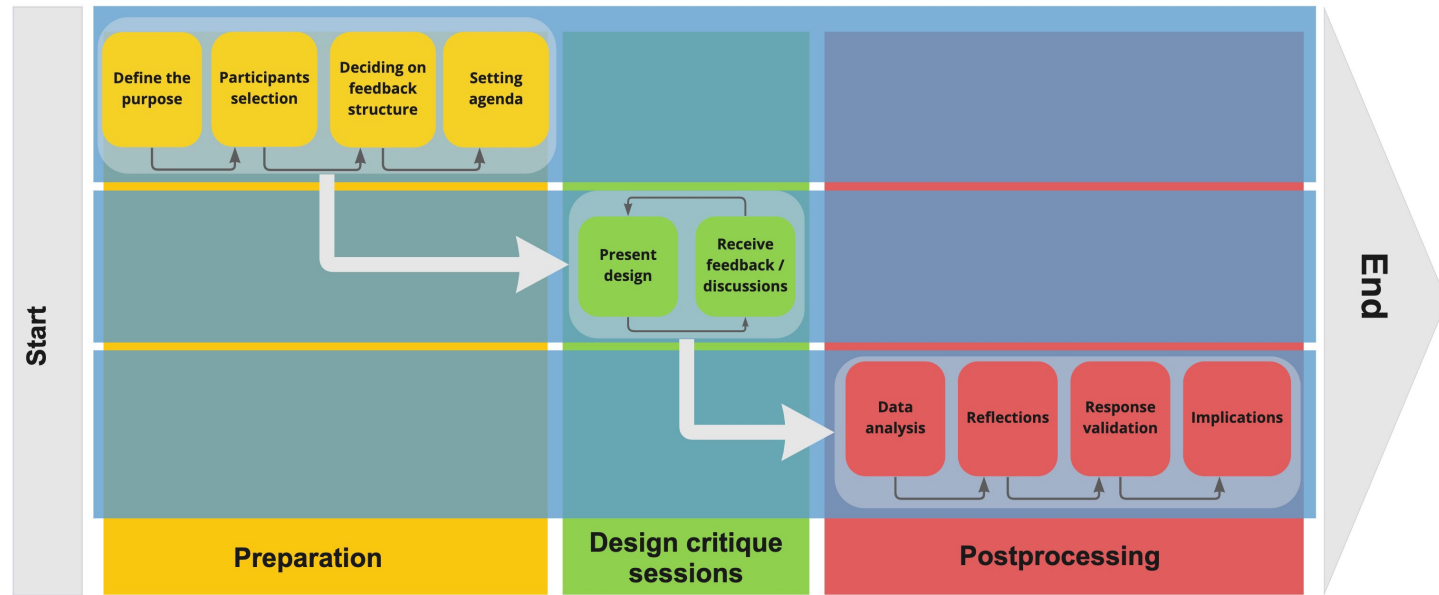 Start
Define the
purpose
Participants
selection
Deciding on
feedback
structure
Setting
agenda
Present
design
Receive
feedback /
discussions
Data
analysis
Reflections
Response
validation
Implications
Preparation
Design critique
sessions
Postprocessing
End